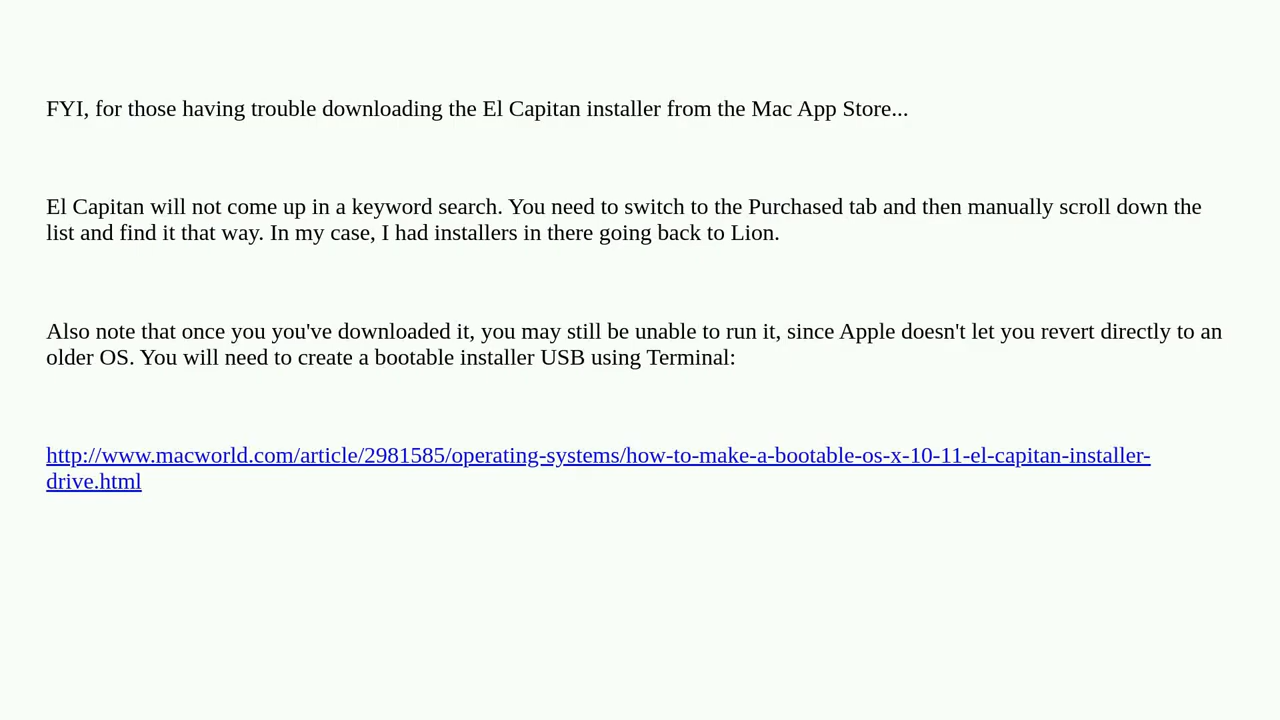 FYI, for those having trouble downloading the El Capitan installer from the Mac App Store...
El Capitan will not come up in a keyword search. You need to switch to the Purchased tab and then manually scroll down the
list and find it that way. In my case, I had installers in there going back to Lion.
Also note that once you you've downloaded it, you may still be unable to run it, since Apple doesn't let you revert directly to an
older OS. You will need to create a bootable installer USB using Terminal:
http://www.macworld.com/article/2981585/operating-systems/how-to-make-a-bootable-os-x-10-11-el-capitan-installer-
drive.html